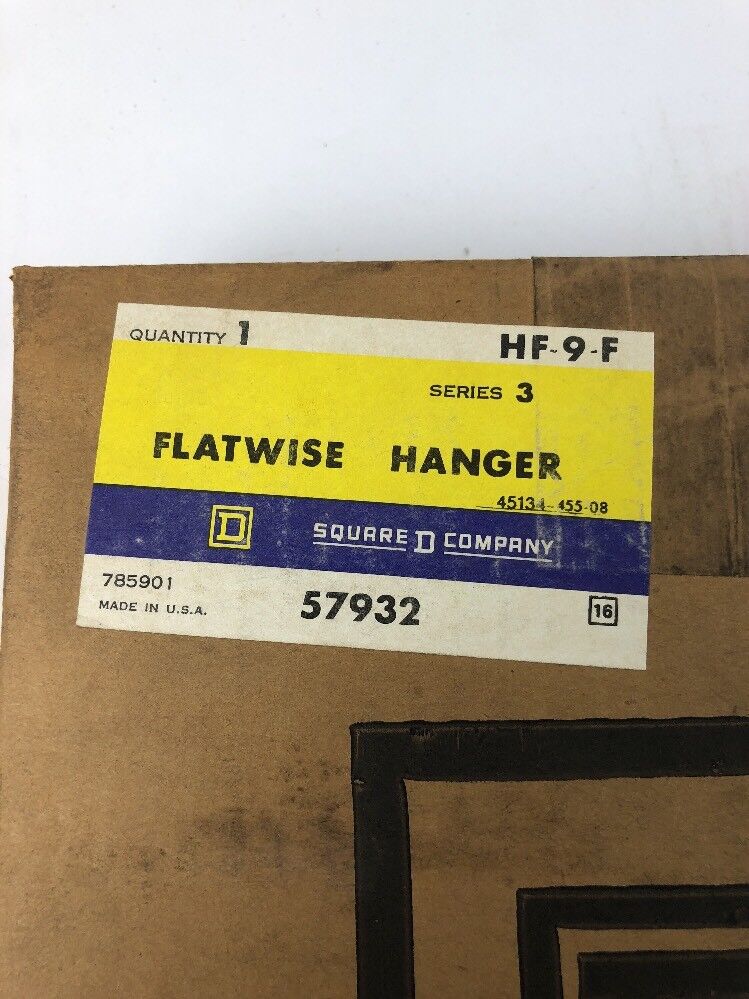 QUANTITY 1
HF-9-F
SERIES 3
FLATWISE HANGER
45134-455-08
D SQUARE D COMPANY
785901
MADE IN U.S.A.
57932
16